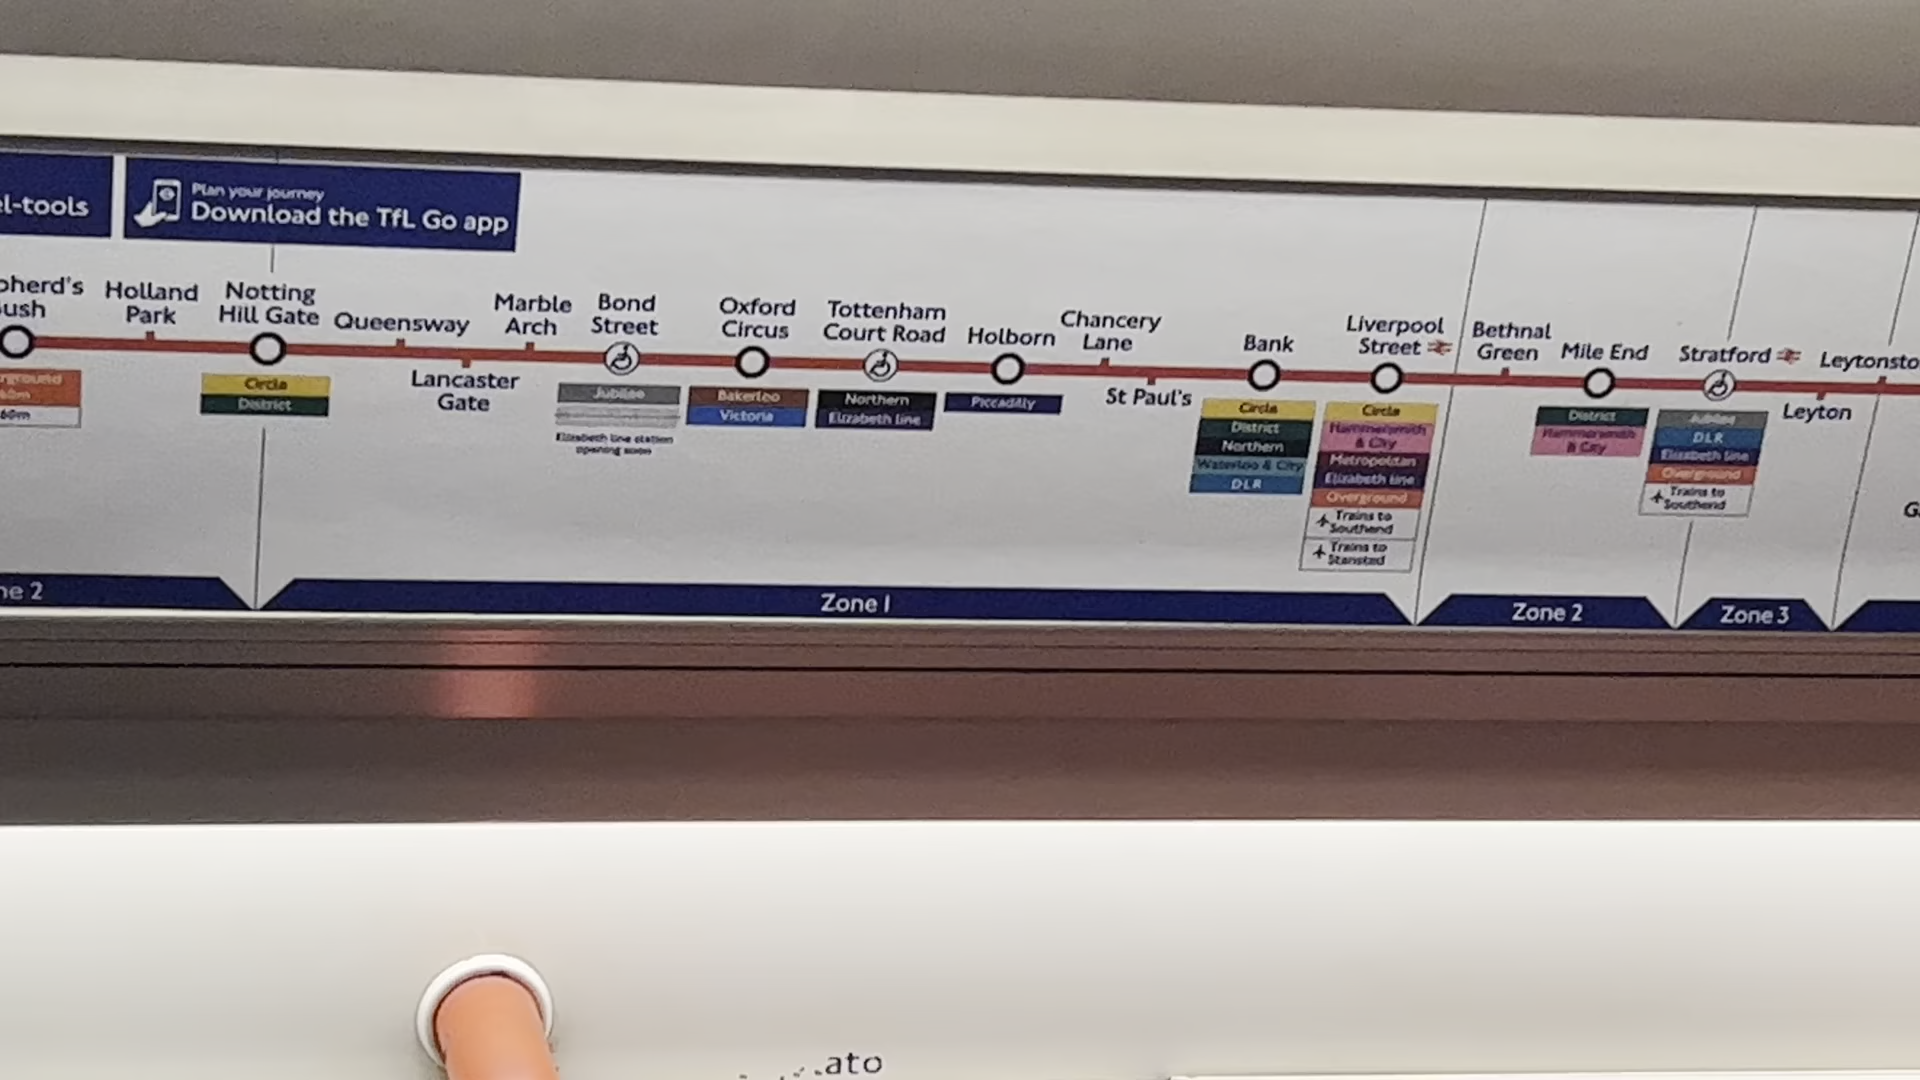 l-tools
Plan your journey
Download the TfL Go app
pherd's
ush
Holland
Park
Notting
Hill Gate
Circle
District
Queensway
Lancaster
Gate
Marble
Arch
Bond
Street
Jubilee
Elizabeth line station
opening soon
Oxford
Circus
Bakerloo
Victoria
Tottenham
Court Road
Northern
Elizabeth line
Holborn
Piccadilly
Chancery
Lane
St Paul's
Bank
Circle
District
Northern
Waterloo & City
DLR
Liverpool
Street
Circle
Hammersmith
& City
Metropolitan
Elizabeth line
Overground
Trains to
Southend
Trains to
Stansted
Bethnal
Green
Mile End
District
Hammersmith
& City
Stratford
Jubilee
DLR
Elizabeth line
Overground
Trains to
Southend
Leyton
Leytonsto
ne 2
Zone 1
Zone 2
Zone 3
ato